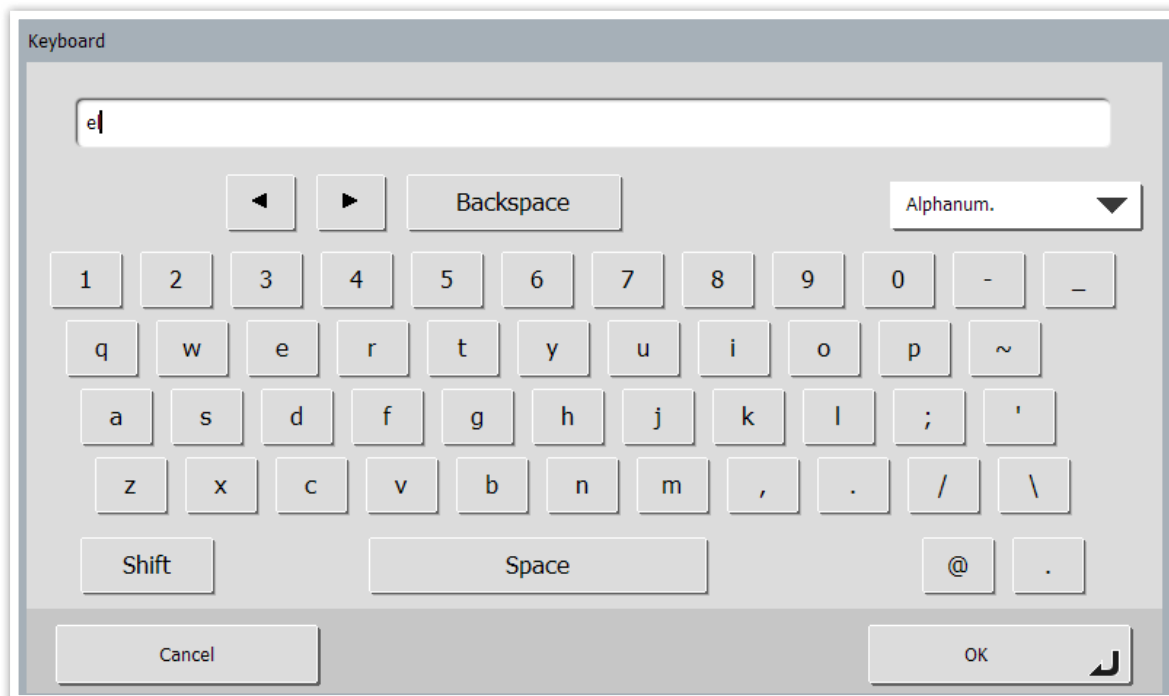 Keyboard
el
◄ ► Backspace Alphanum.
1 2 3 4 5 6 7 8 9 0 - _
q w e r t y u i o p ~
a s d f g h j k l ; '
z x c v b n m , . / \
Shift Space @ .
Cancel OK